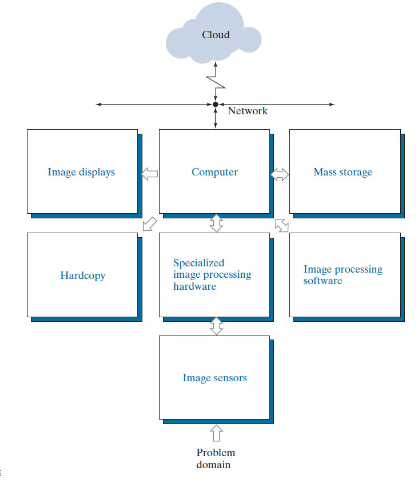 Cloud
Network
Image displays
Computer
Mass storage
Hardcopy
Specialized
image processing
hardware
Image processing
software
Image sensors
Problem
domain